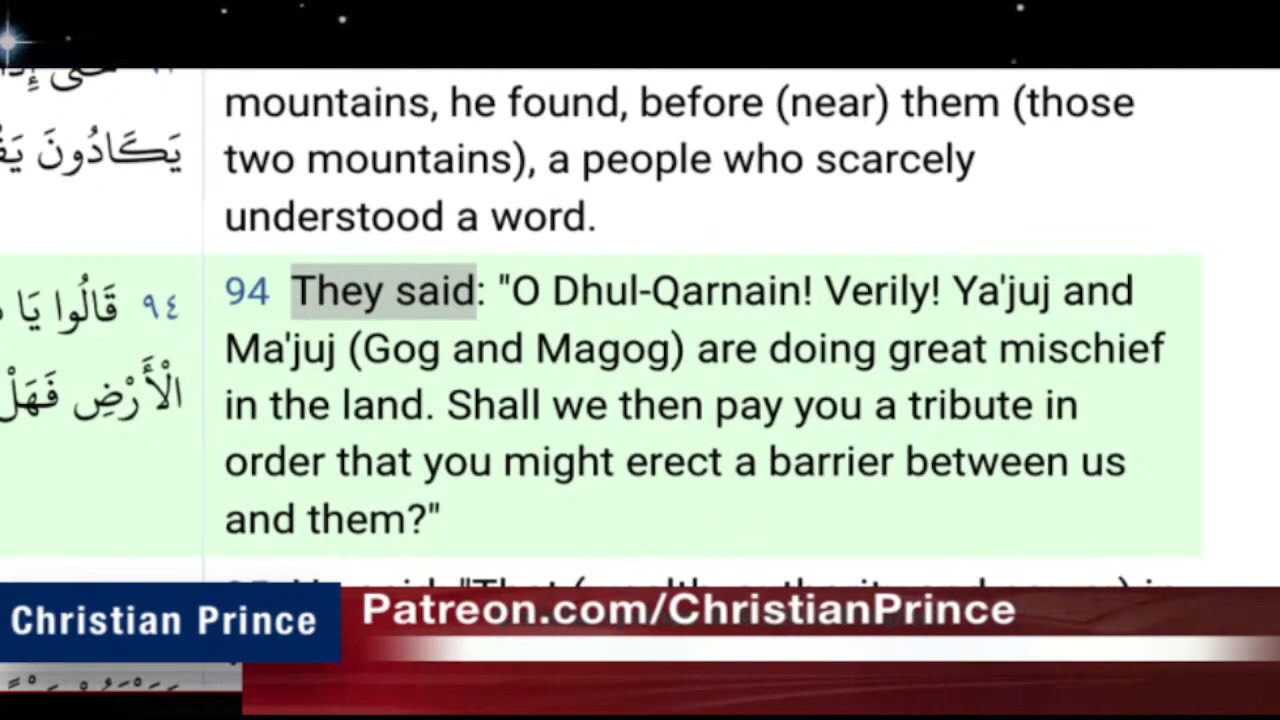 mountains, he found, before (near) them (those
يَكَادُونَ
two mountains), a people who scarcely
understood a word.
94 They said: "O Dhul-Qarnain! Verily! Ya'juj and
٩٤ قَالُوا يَا
Ma'juj (Gog and Magog) are doing great mischief
الْأَرْضِ فَهَلْ
in the land. Shall we then pay you a tribute in
order that you might erect a barrier between us
and them?"
Christian Prince
Patreon.com/ChristianPrince